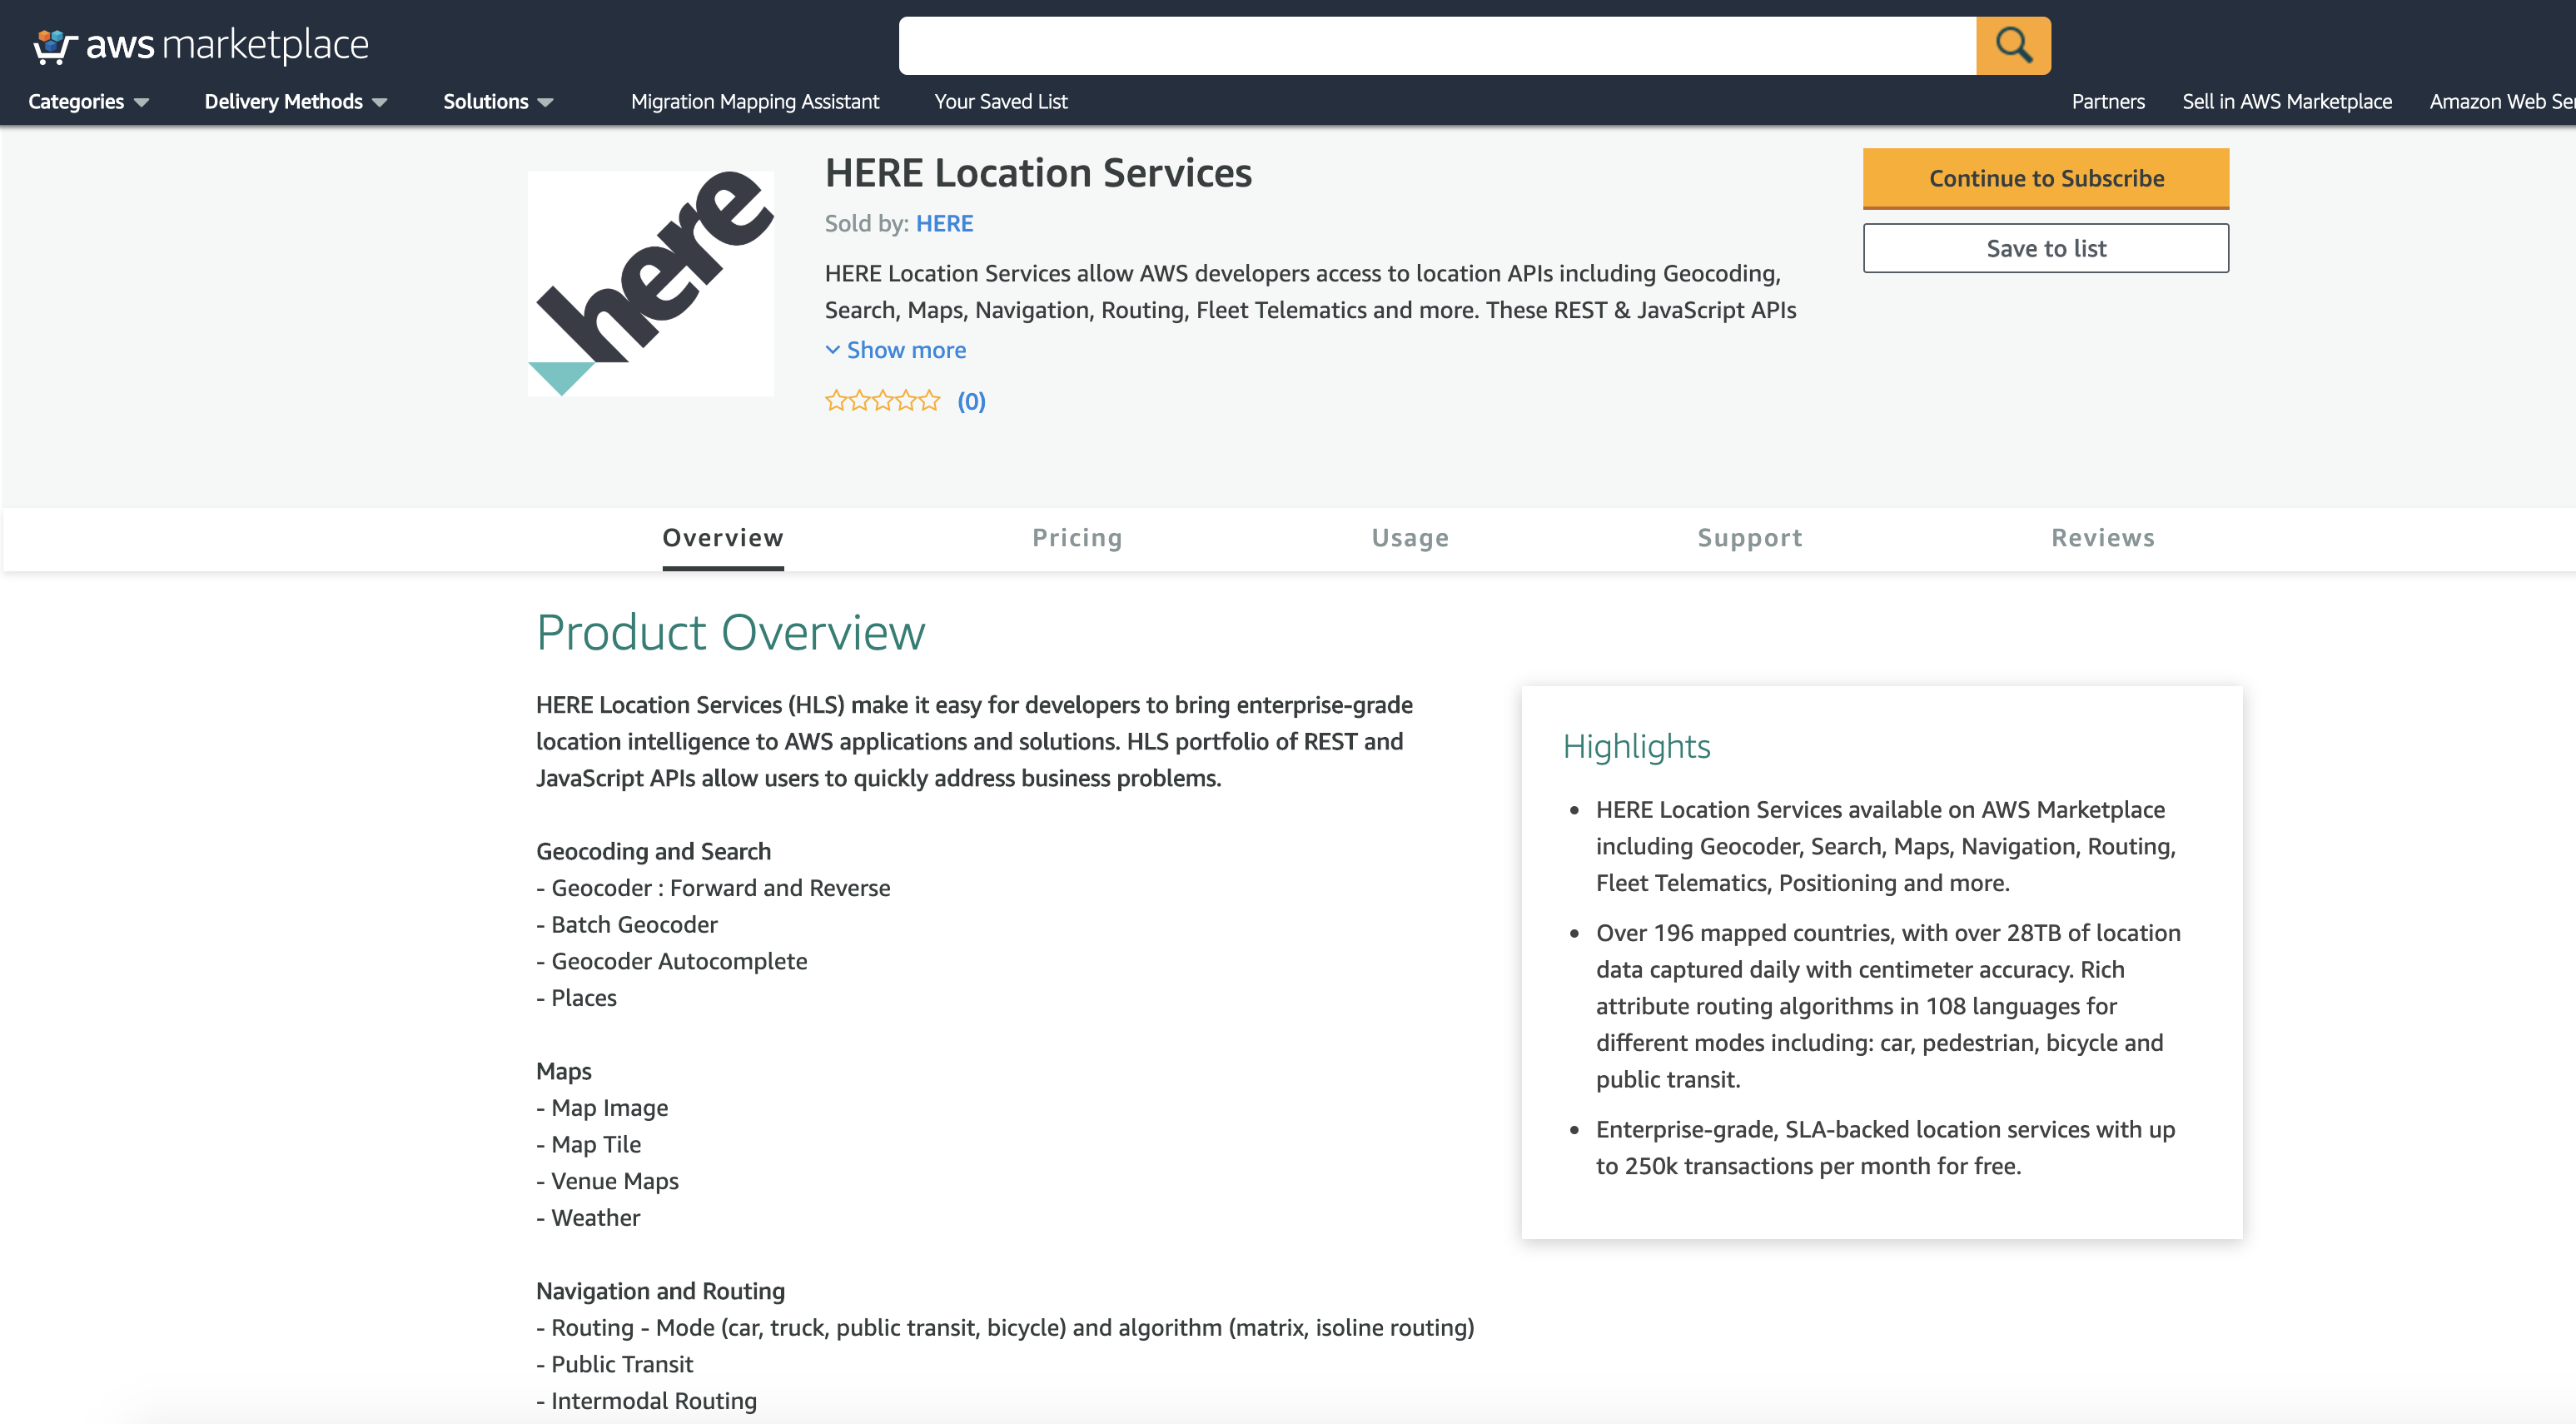 aws marketplace
Categories
Delivery Methods
Solutions
Migration Mapping Assistant
Your Saved List
Partners
Sell in AWS Marketplace
Amazon Web Ser
here
HERE Location Services
Sold by: HERE
HERE Location Services allow AWS developers access to location APIs including Geocoding,
Search, Maps, Navigation, Routing, Fleet Telematics and more. These REST & JavaScript APIs
Show more
(0)
Continue to Subscribe
Save to list
Overview
Pricing
Usage
Support
Reviews
Product Overview
HERE Location Services (HLS) make it easy for developers to bring enterprise-grade
location intelligence to AWS applications and solutions. HLS portfolio of REST and
JavaScript APIs allow users to quickly address business problems.
Geocoding and Search
- Geocoder : Forward and Reverse
- Batch Geocoder
- Geocoder Autocomplete
- Places
Maps
- Map Image
- Map Tile
- Venue Maps
- Weather
Navigation and Routing
- Routing - Mode (car, truck, public transit, bicycle) and algorithm (matrix, isoline routing)
- Public Transit
- Intermodal Routing
Highlights
• HERE Location Services available on AWS Marketplace
including Geocoder, Search, Maps, Navigation, Routing,
Fleet Telematics, Positioning and more.
• Over 196 mapped countries, with over 28TB of location
data captured daily with centimeter accuracy. Rich
attribute routing algorithms in 108 languages for
different modes including: car, pedestrian, bicycle and
public transit.
• Enterprise-grade, SLA-backed location services with up
to 250k transactions per month for free.